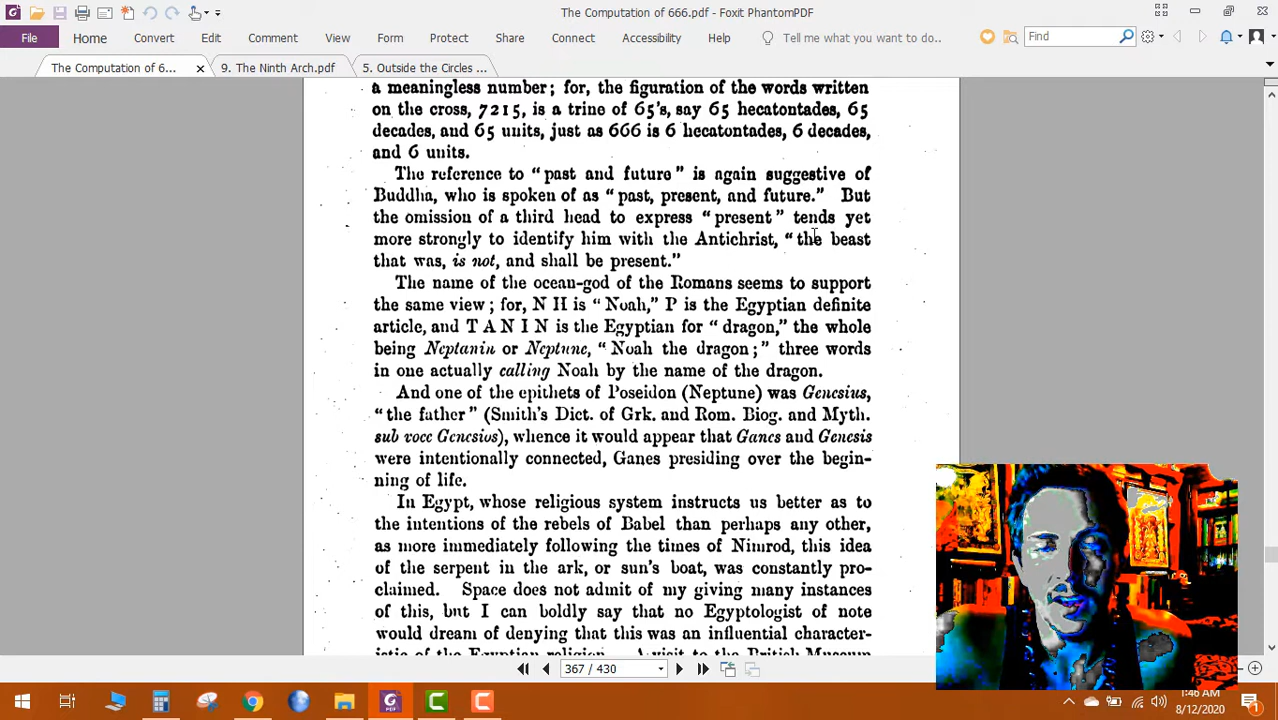 The Computation of 666.pdf - Foxit PhantomPDF
File Home Convert Edit Comment View Form Protect Share Connect Accessibility Help Tell me what you want to do.. Find
The Computation of 6... 9. The Ninth Arch.pdf 5. Outside the Circles ...
a meaningless number; for, the figuration of the words written
on the cross, 7215, is a trine of 65's, say 65 hecatontades, 65
decades, and 65 units, just as 666 is 6 hecatontades, 6 decades,
and 6 units.
The reference to "past and future" is again suggestive of
Buddha, who is spoken of as "past, present, and future." But
the omission of a third head to express "present" tends yet
more strongly to identify him with the Antichrist, "the beast
that was, is not, and shall be present."
The name of the ocean-god of the Romans seems to support
the same view; for, N H is "Noah," P is the Egyptian definite
article, and T A N I N is the Egyptian for "dragon," the whole
being Neptanin or Neptune, "Noah the dragon;" three words
in one actually calling Noah by the name of the dragon.
And one of the epithets of Poseidon (Neptune) was Genesius,
"the father" (Smith's Dict. of Grk. and Rom. Biog. and Myth.
sub voce Genesios), whence it would appear that Ganes and Genesis
were intentionally connected, Ganes presiding over the begin-
ning of life.
In Egypt, whose religious system instructs us better as to
the intentions of the rebels of Babel than perhaps any other,
as more immediately following the times of Nimrod, this idea
of the serpent in the ark, or sun's boat, was constantly pro-
claimed. Space does not admit of my giving many instances
of this, but I can boldly say that no Egyptologist of note
would dream of denying that this was an influential character-
istic of the Egyptian religion. A visit to the British Museum
367 / 430
1:46 AM
8/12/2020